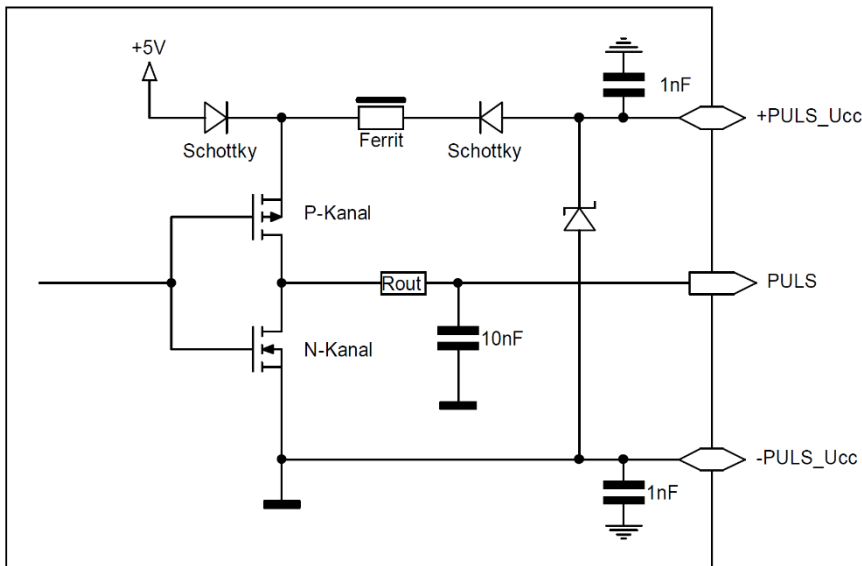 +5V
1nF
+PULS_Ucc
Schottky
Ferrit
Schottky
P-Kanal
Rout
PULS
N-Kanal
10nF
-PULS_Ucc
1nF